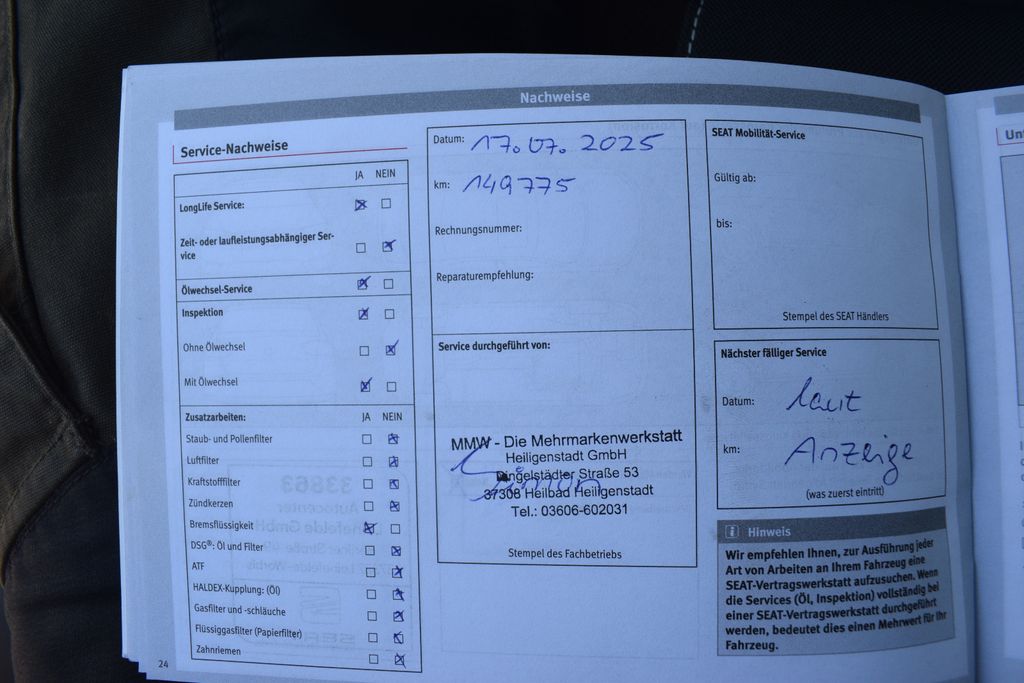 Nachweise
Service-Nachweise
JA NEIN
LongLife Service:
Zeit- oder laufleistungsabhängiger Ser-
vice
Ölwechsel-Service
Inspektion
Ohne Ölwechsel
Mit Ölwechsel
Zusatzarbeiten: JA NEIN
Staub- und Pollenfilter
Luftfilter
Kraftstofffilter
Zündkerzen
Bremsflüssigkeit
DSG®: Öl und Filter
ATF
HALDEX-Kupplung: (Öl)
Gasfilter und -schläuche
Flüssiggasfilter (Papierfilter)
Zahnriemen
24
Datum: 17.07.2025
km: 149775
Rechnungsnummer:
Reparaturempfehlung:
Service durchgeführt von:
MMW - Die Mehrmarkenwerkstatt
Heiligenstadt GmbH
Dingelstädter Straße 53
37308 Heilbad Heiligenstadt
Tel.: 03606-602031
Stempel des Fachbetriebs
SEAT Mobilität-Service
Gültig ab:
bis:
Stempel des SEAT Händlers
Nächster fälliger Service
Datum: laut
km: Anzeige
(was zuerst eintritt)
i Hinweis
Wir empfehlen Ihnen, zur Ausführung jeder
Art von Arbeiten an Ihrem Fahrzeug eine
SEAT-Vertragswerkstatt aufzusuchen. Wenn
die Services (Öl, Inspektion) vollständig bei
einer SEAT-Vertragswerkstatt durchgeführt
werden, bedeutet dies einen Mehrwert für Ihr
Fahrzeug.